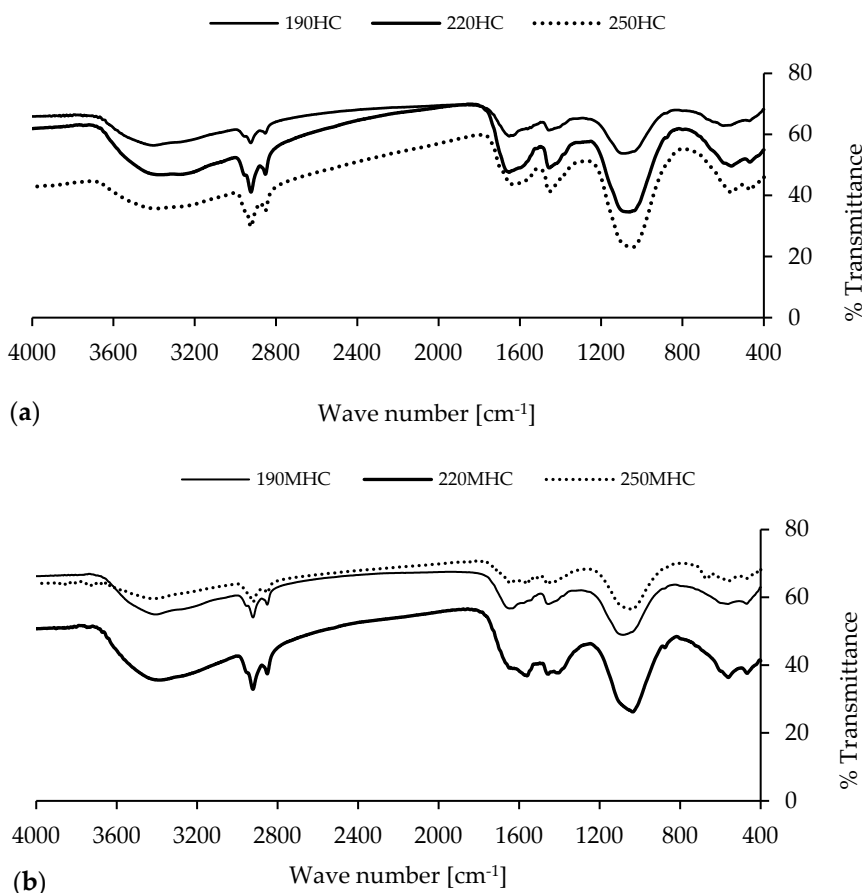 190HC 220HC 250HC
80
60
40
20
0
% Transmittance
4000 3600 3200 2800 2400 2000 1600 1200 800 400
(a) Wave number [cm-1]
190MHC 220MHC 250MHC
80
60
40
20
0
% Transmittance
4000 3600 3200 2800 2400 2000 1600 1200 800 400
(b) Wave number [cm-1]